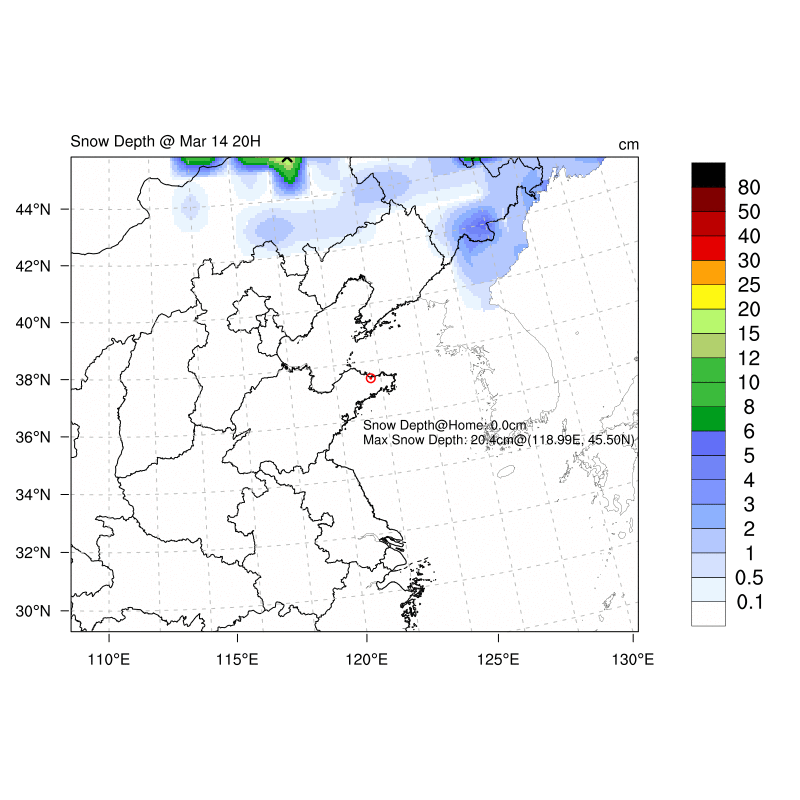 Snow Depth @ Mar 14 20H
cm
44°N
42°N
40°N
38°N
36°N
34°N
32°N
30°N
110°E
115°E
120°E
125°E
130°E
Snow Depth@Home: 0.0cm
Max Snow Depth: 20.4cm@(118.99E, 45.50N)
80
50
40
30
25
20
15
12
10
8
6
5
4
3
2
1
0.5
0.1